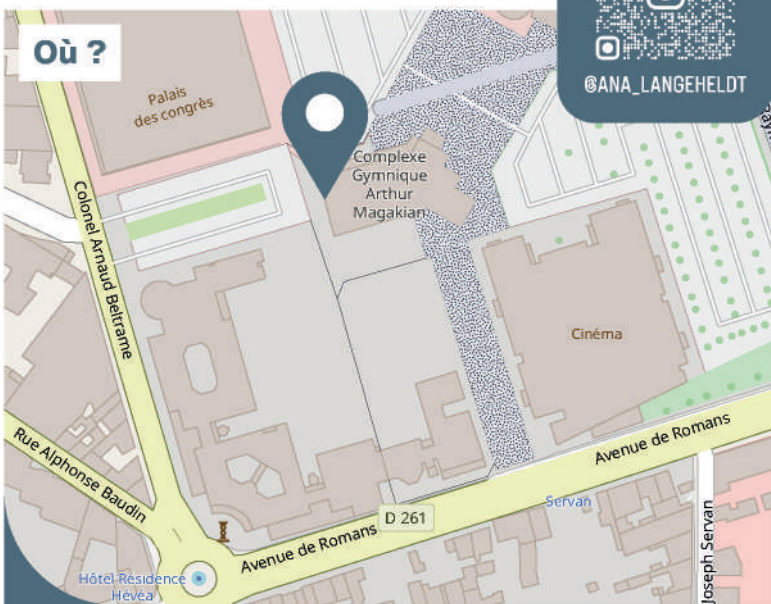 Où ?
@ANA_LANGEHELDT
Palais
des congrès
Complexe
Gymnique
Arthur
Magakian
Colonel Arnaud Beltrame
Cinéma
Rue Alphonse Baudin
Avenue de Romans
Servan
D 261
Avenue de Romans
Joseph Servan
Hôtel Résidence
Hévéa